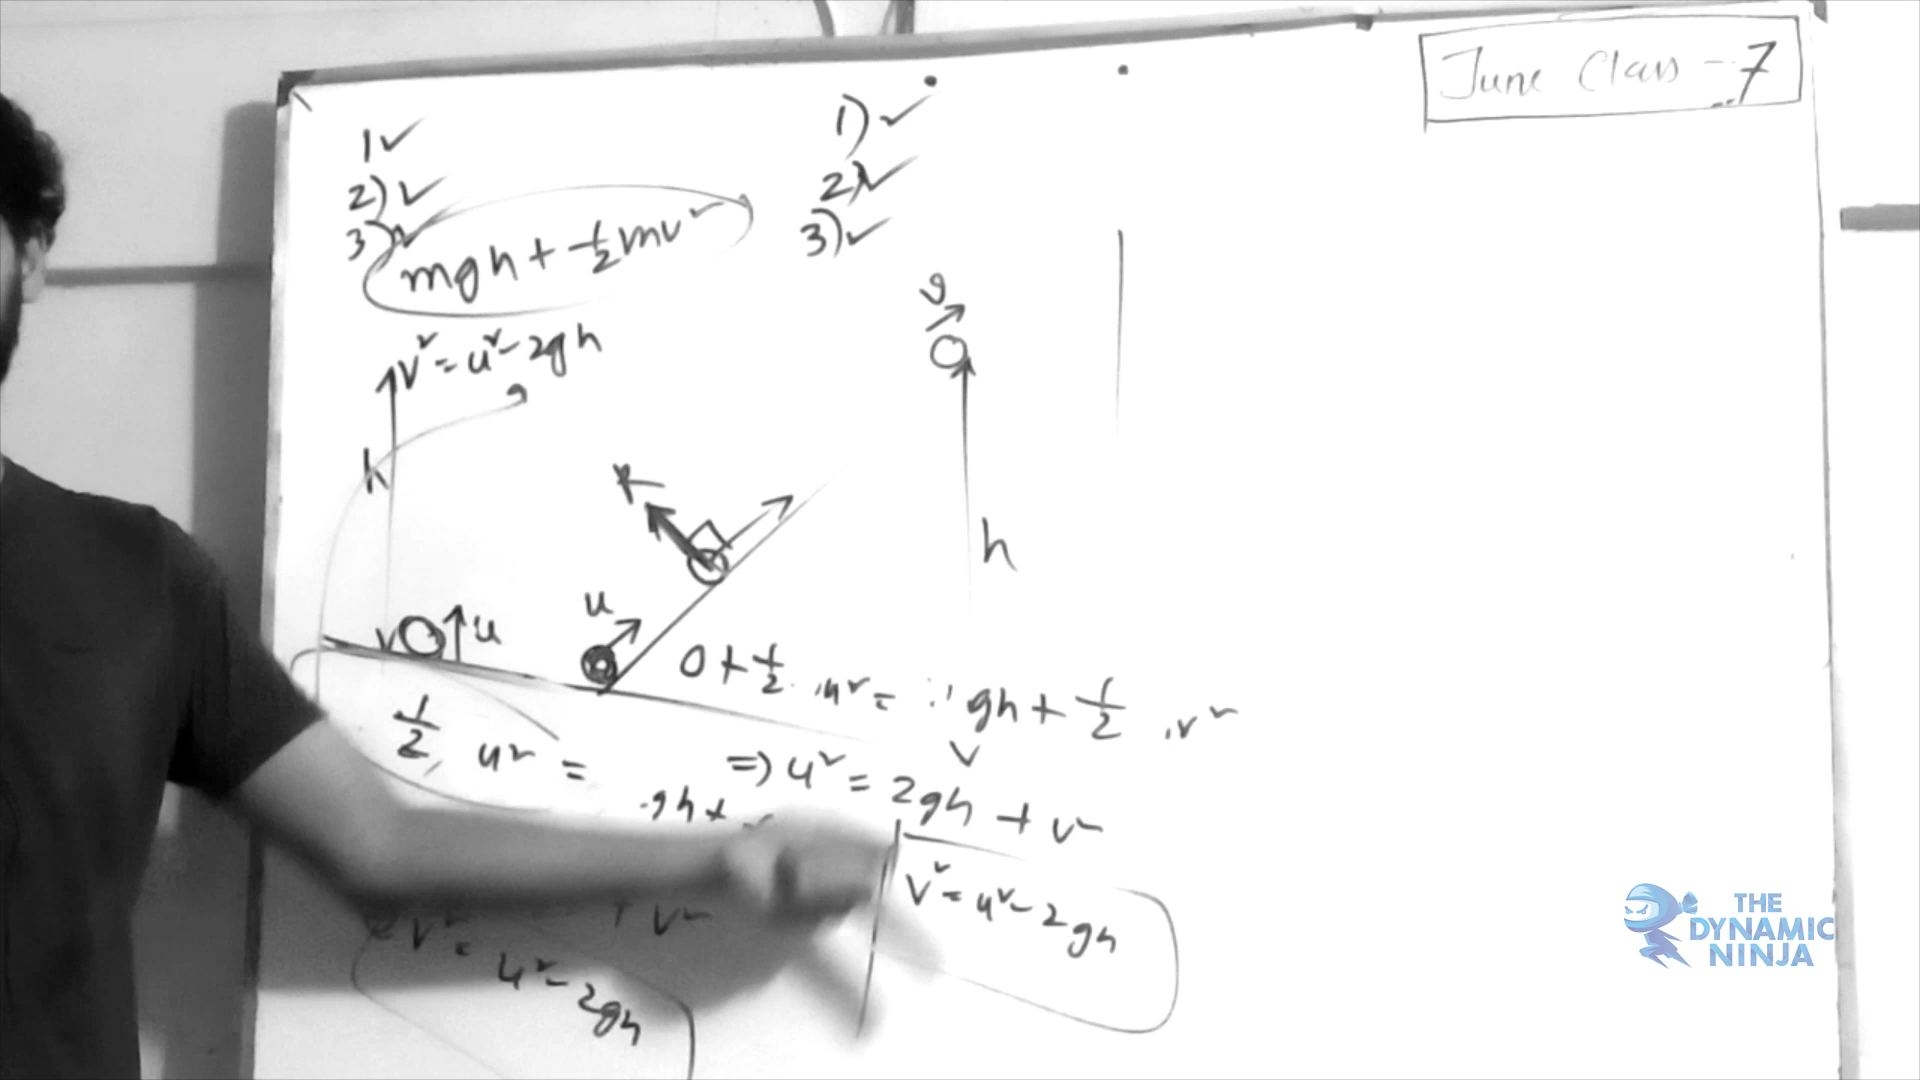 June Class - 7
1 ✓
2) ✓
3) ✓
mgh + 1/2 mv²
v² = u² - 2gh
h
u
R
u
1) ✓
2) ✓
3) ✓
v
h
0 + 1/2 u² = gh + 1/2 v²
⇒ u² = 2gh + v²
v² = u² - 2gh
1/2 u² =
gh +
+ v²
v² = u² - 2gh
THE
DYNAMIC
NINJA